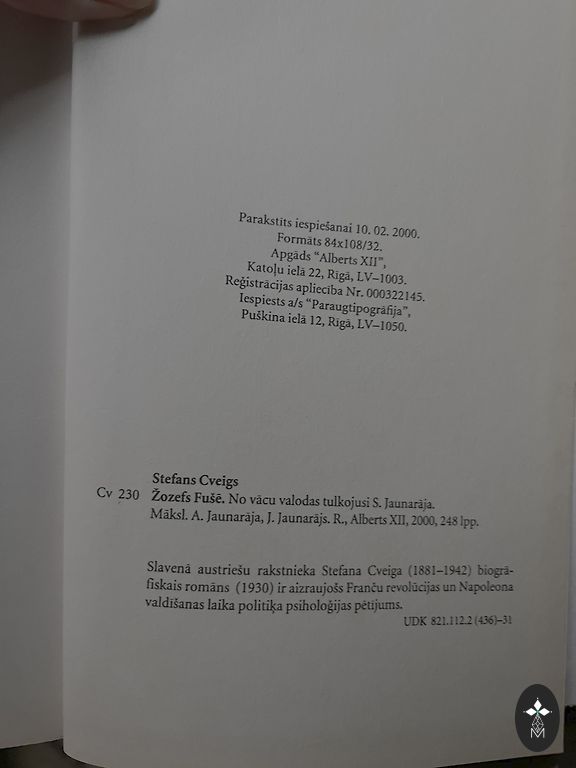 Parakstīts iespiešanai 10. 02. 2000.
Formāts 84x108/32.
Apgāds “Alberts XII”,
Katoļu ielā 22, Rīgā, LV–1003.
Reģistrācijas apliecība Nr. 000322145.
Iespiests a/s “Paraugtipogrāfija”,
Puškina ielā 12, Rīgā, LV–1050.
Stefans Cveigs
Cv 230 Žozefs Fušē. No vācu valodas tulkojusi S. Jaunarāja.
Māksl. A. Jaunarāja, J. Jaunarājs. R., Alberts XII, 2000, 248 lpp.
Slavenā austriešu rakstnieka Stefana Cveiga (1881–1942) biogrā-
fiskais romāns (1930) ir aizraujošs Franču revolūcijas un Napoleona
valdīšanas laika politiķa psiholoģijas pētījums.
UDK 821.112.2 (436)–31
M